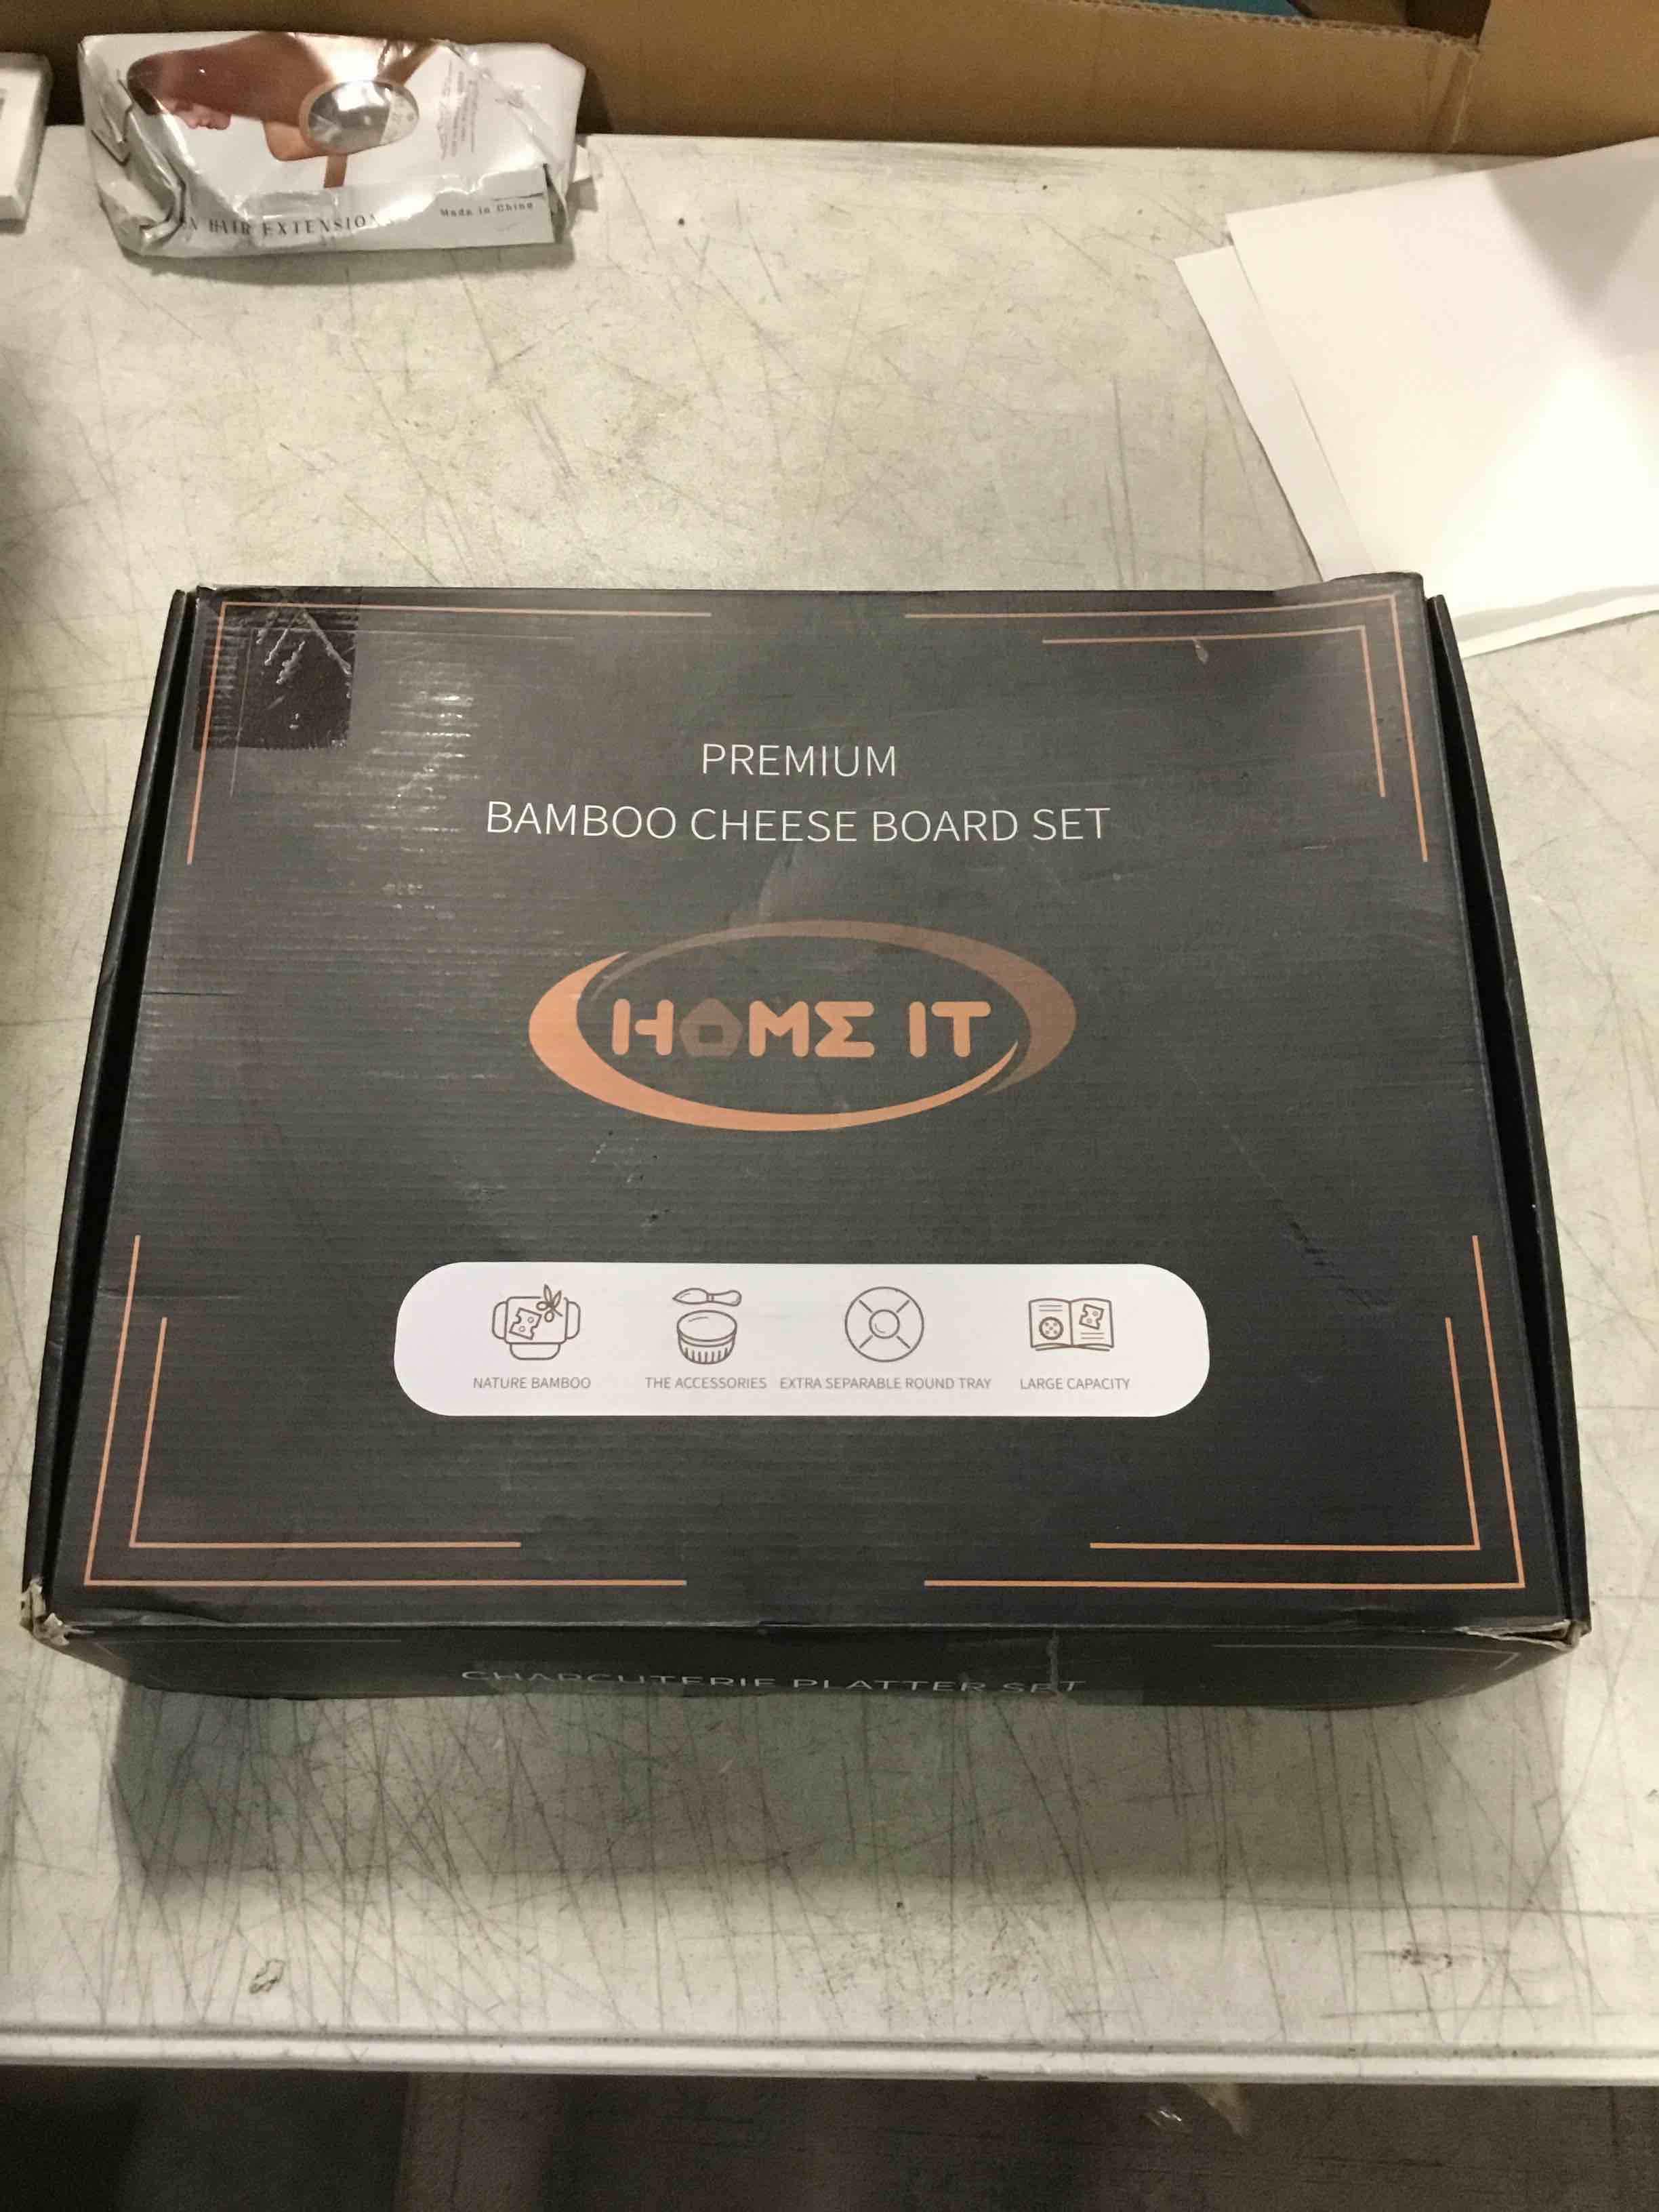 HAIR EXTENSION
Made in China
PREMIUM
BAMBOO CHEESE BOARD SET
HOME IT
NATURE BAMBOO
THE ACCESSORIES
EXTRA SEPARABLE ROUND TRAY
LARGE CAPACITY
CHARCUTERIE PLATTER SET